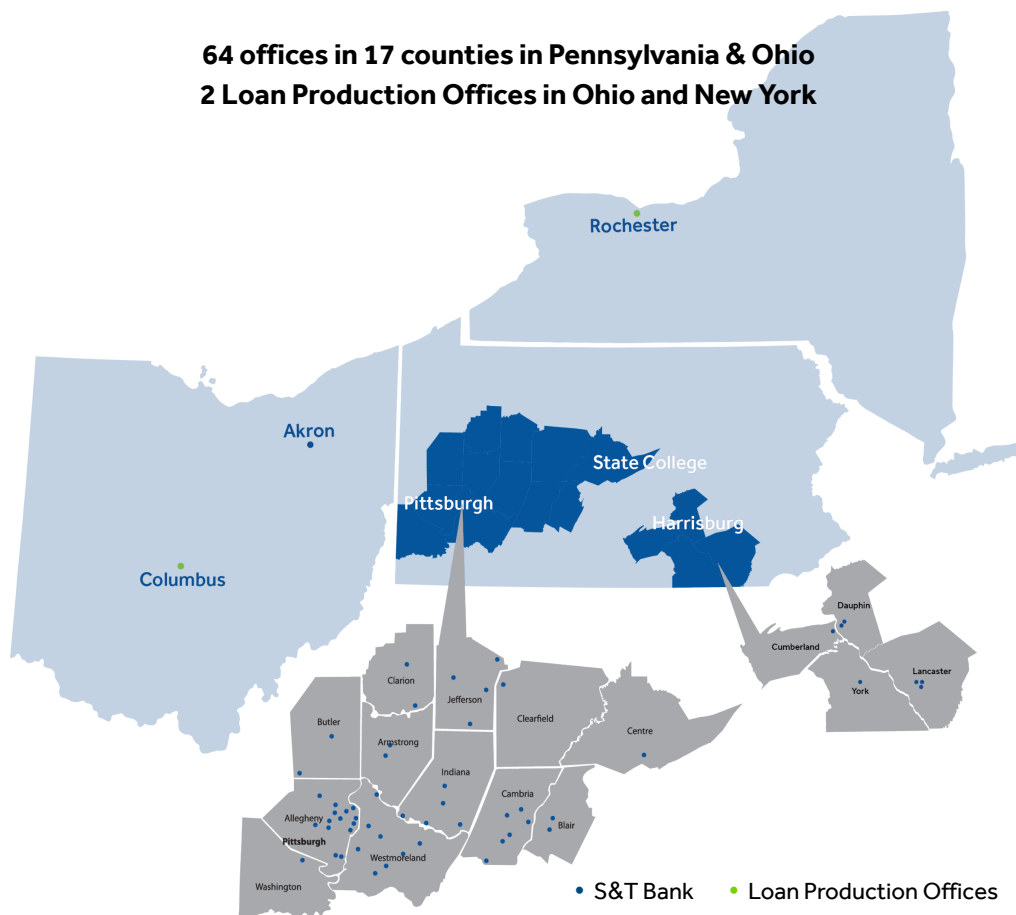 64 offices in 17 counties in Pennsylvania & Ohio
2 Loan Production Offices in Ohio and New York
Rochester
Akron
State College
Pittsburgh
Harrisburg
Columbus
Dauphin
Cumberland
Lancaster
York
Clarion
Jefferson
Clearfield
Butler
Centre
Armstrong
Indiana
Cambria
Allegheny
Blair
Pittsburgh
Westmoreland
Washington
S&T Bank
Loan Production Offices